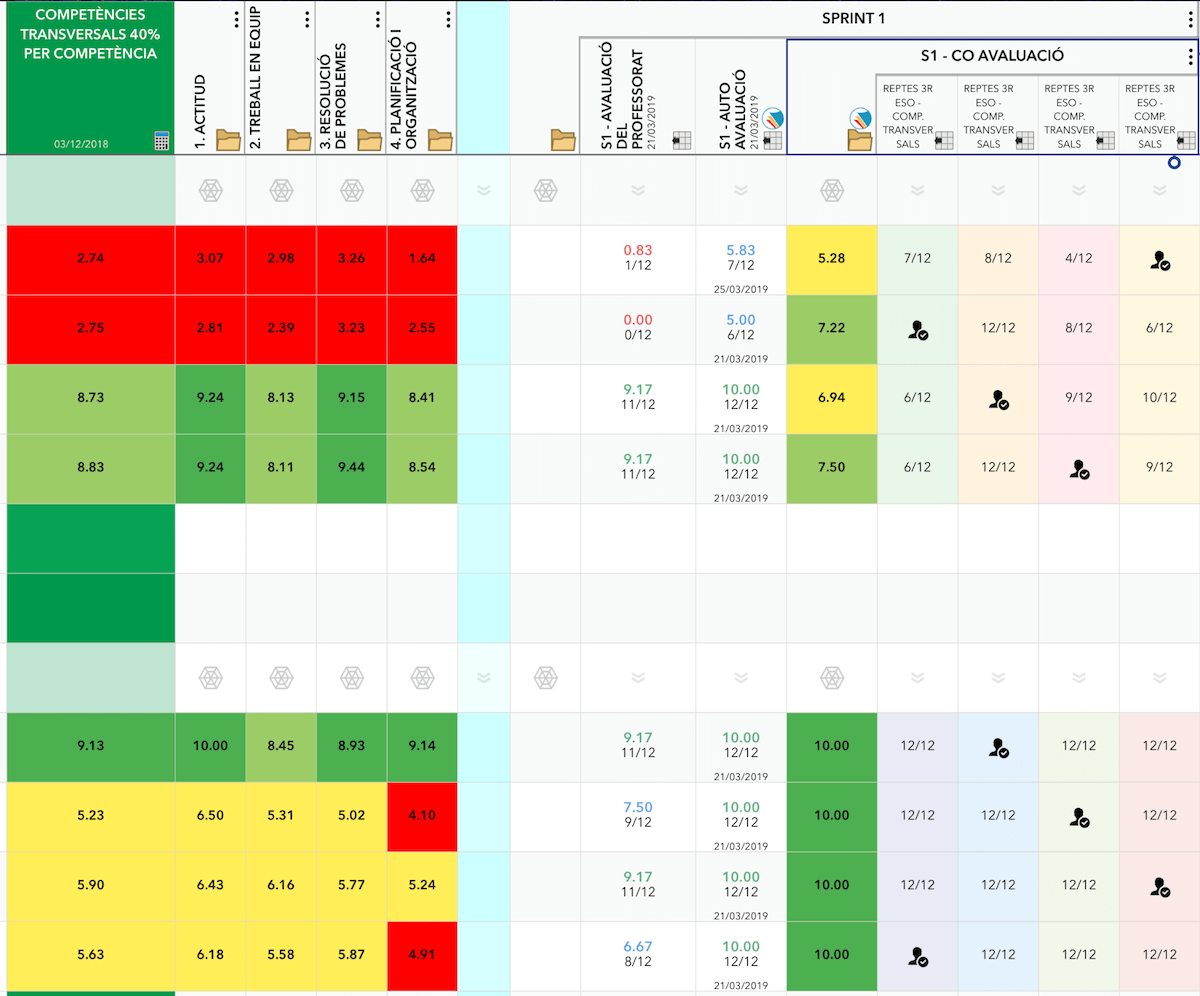 COMPETÈNCIES
TRANSVERSALS 40%
PER COMPETÈNCIA
03/12/2018
1. ACTITUD
2. TREBALL EN EQUIP
3. RESOLUCIÓ
DE PROBLEMES
4. PLANIFICACIÓ I
ORGANITZACIÓ
SPRINT 1
S1 - AVALUACIÓ
DEL
PROFESSORAT
21/03/2019
S1 - AUTO
AVALUACIÓ
21/03/2019
S1 - CO AVALUACIÓ
REPTES 3R
ESO -
COMP.
TRANSVER
SALS
REPTES 3R
ESO -
COMP.
TRANSVER
SALS
REPTES 3R
ESO -
COMP.
TRANSVER
SALS
REPTES 3R
ESO -
COMP.
TRANSVER
SALS
2.74 3.07 2.98 3.26 1.64 0.83 5.83 5.28 7/12 8/12 4/12
1/12 7/12
25/03/2019
2.75 2.81 2.39 3.23 2.55 0.00 5.00 7.22 12/12 8/12 6/12
0/12 6/12
21/03/2019
8.73 9.24 8.13 9.15 8.41 9.17 10.00 6.94 6/12 9/12 10/12
11/12 12/12
21/03/2019
8.83 9.24 8.11 9.44 8.54 9.17 10.00 7.50 6/12 12/12 9/12
11/12 12/12
21/03/2019
9.13 10.00 8.45 8.93 9.14 9.17 10.00 10.00 12/12 12/12 12/12
11/12 12/12
21/03/2019
5.23 6.50 5.31 5.02 4.10 7.50 10.00 10.00 12/12 12/12 12/12
9/12 12/12
21/03/2019
5.90 6.43 6.16 5.77 5.24 9.17 10.00 10.00 12/12 12/12 12/12
11/12 12/12
21/03/2019
5.63 6.18 5.58 5.87 4.91 6.67 10.00 10.00 12/12 12/12 12/12
8/12 12/12
21/03/2019